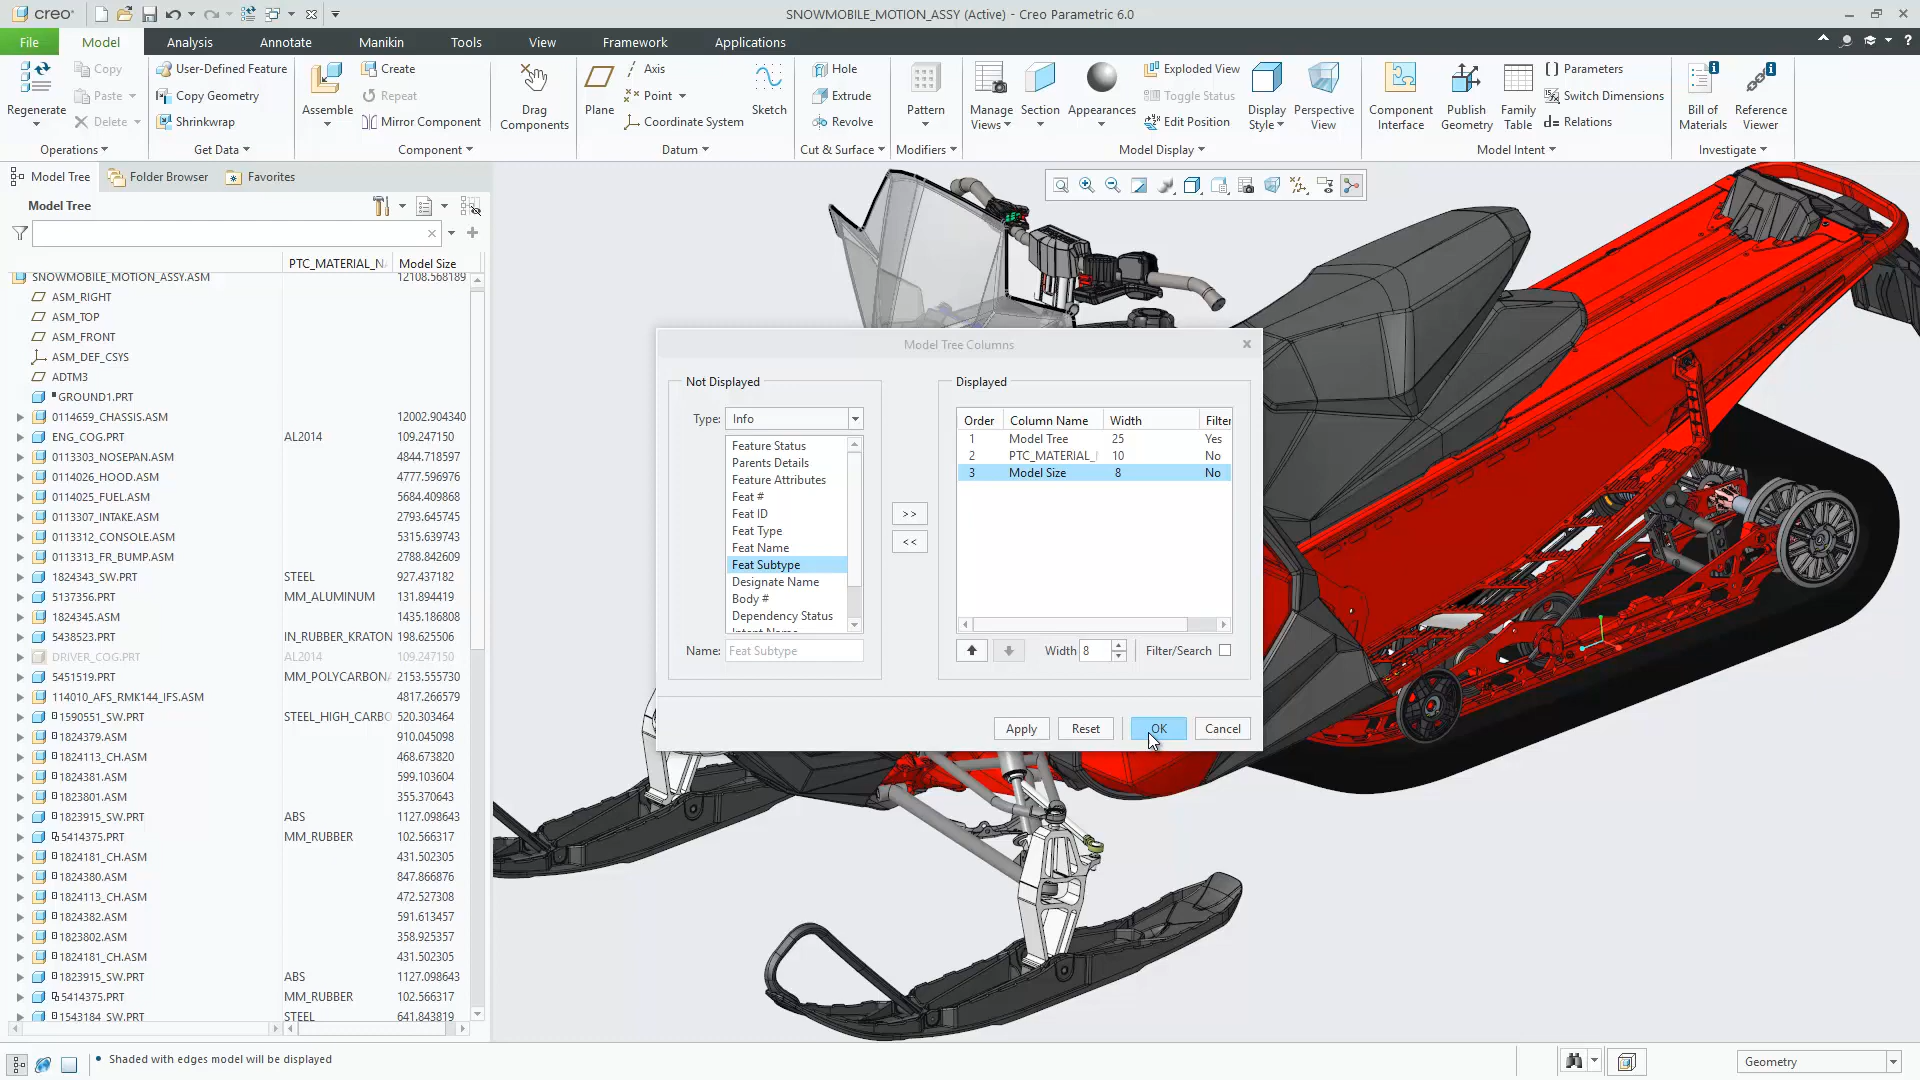 creo
SNOWMOBILE_MOTION_ASSY (Active) - Creo Parametric 6.0
File Model Analysis Annotate Manikin Tools View Framework Applications
Regenerate
Copy
Paste
Delete
Operations
User-Defined Feature
Copy Geometry
Shrinkwrap
Get Data
Assemble
Create
Repeat
Mirror Component
Drag
Components
Component
Plane
Axis
Point
Coordinate System
Sketch
Datum
Hole
Extrude
Revolve
Cut & Surface
Pattern
Modifiers
Manage
Views
Section
Appearances
Exploded View
Toggle Status
Edit Position
Display
Style
Perspective
View
Model Display
Component
Interface
Publish
Geometry
Family
Table
Parameters
Switch Dimensions
Relations
Model Intent
Bill of
Materials
Reference
Viewer
Investigate
Model Tree Folder Browser Favorites
Model Tree
PTC_MATERIAL_N Model Size
SNOWMOBILE_MOTION_ASSY.ASM 12108.568189
ASM_RIGHT
ASM_TOP
ASM_FRONT
ASM_DEF_CSYS
ADTM3
GROUND1.PRT
0114659_CHASSIS.ASM 12002.904340
ENG_COG.PRT AL2014 109.247150
0113303_NOSEPAN.ASM 4844.718597
0114026_HOOD.ASM 4777.596976
0114025_FUEL.ASM 5684.409868
0113307_INTAKE.ASM 2793.645745
0113312_CONSOLE.ASM 5315.639743
0113313_FR_BUMP.ASM 2788.842609
1824343_SW.PRT STEEL 927.437182
5137356.PRT MM_ALUMINUM 131.894419
1824345.ASM 1435.186808
5438523.PRT IN_RUBBER_KRATON 198.625506
DRIVER_COG.PRT AL2014 109.247150
5451519.PRT MM_POLYCARBONA 2153.555730
114010_AFS_RMK144_IFS.ASM 4817.266579
1590551_SW.PRT STEEL_HIGH_CARBO 520.303464
1824379.ASM 910.045098
1824113_CH.ASM 468.673820
1824381.ASM 599.103604
1823801.ASM 355.370643
1823915_SW.PRT ABS 1127.098643
5414375.PRT MM_RUBBER 102.566317
1824181_CH.ASM 431.502305
1824380.ASM 847.866876
1824113_CH.ASM 472.527308
1824382.ASM 591.613457
1823802.ASM 358.925357
1824181_CH.ASM 431.502305
1823915_SW.PRT ABS 1127.098643
5414375.PRT MM_RUBBER 102.566317
1543184_SW.PRT STEEL 641.843819
Model Tree Columns
Not Displayed
Type: Info
Feature Status
Parents Details
Feature Attributes
Feat #
Feat ID
Feat Type
Feat Name
Feat Subtype
Designate Name
Body #
Dependency Status
Name: Feat Subtype
>>
<<
Displayed
Order Column Name Width Filter
1 Model Tree 25 Yes
2 PTC_MATERIAL_ 10 No
3 Model Size 8 No
Width 8 Filter/Search
Apply Reset OK Cancel
Shaded with edges model will be displayed
Geometry